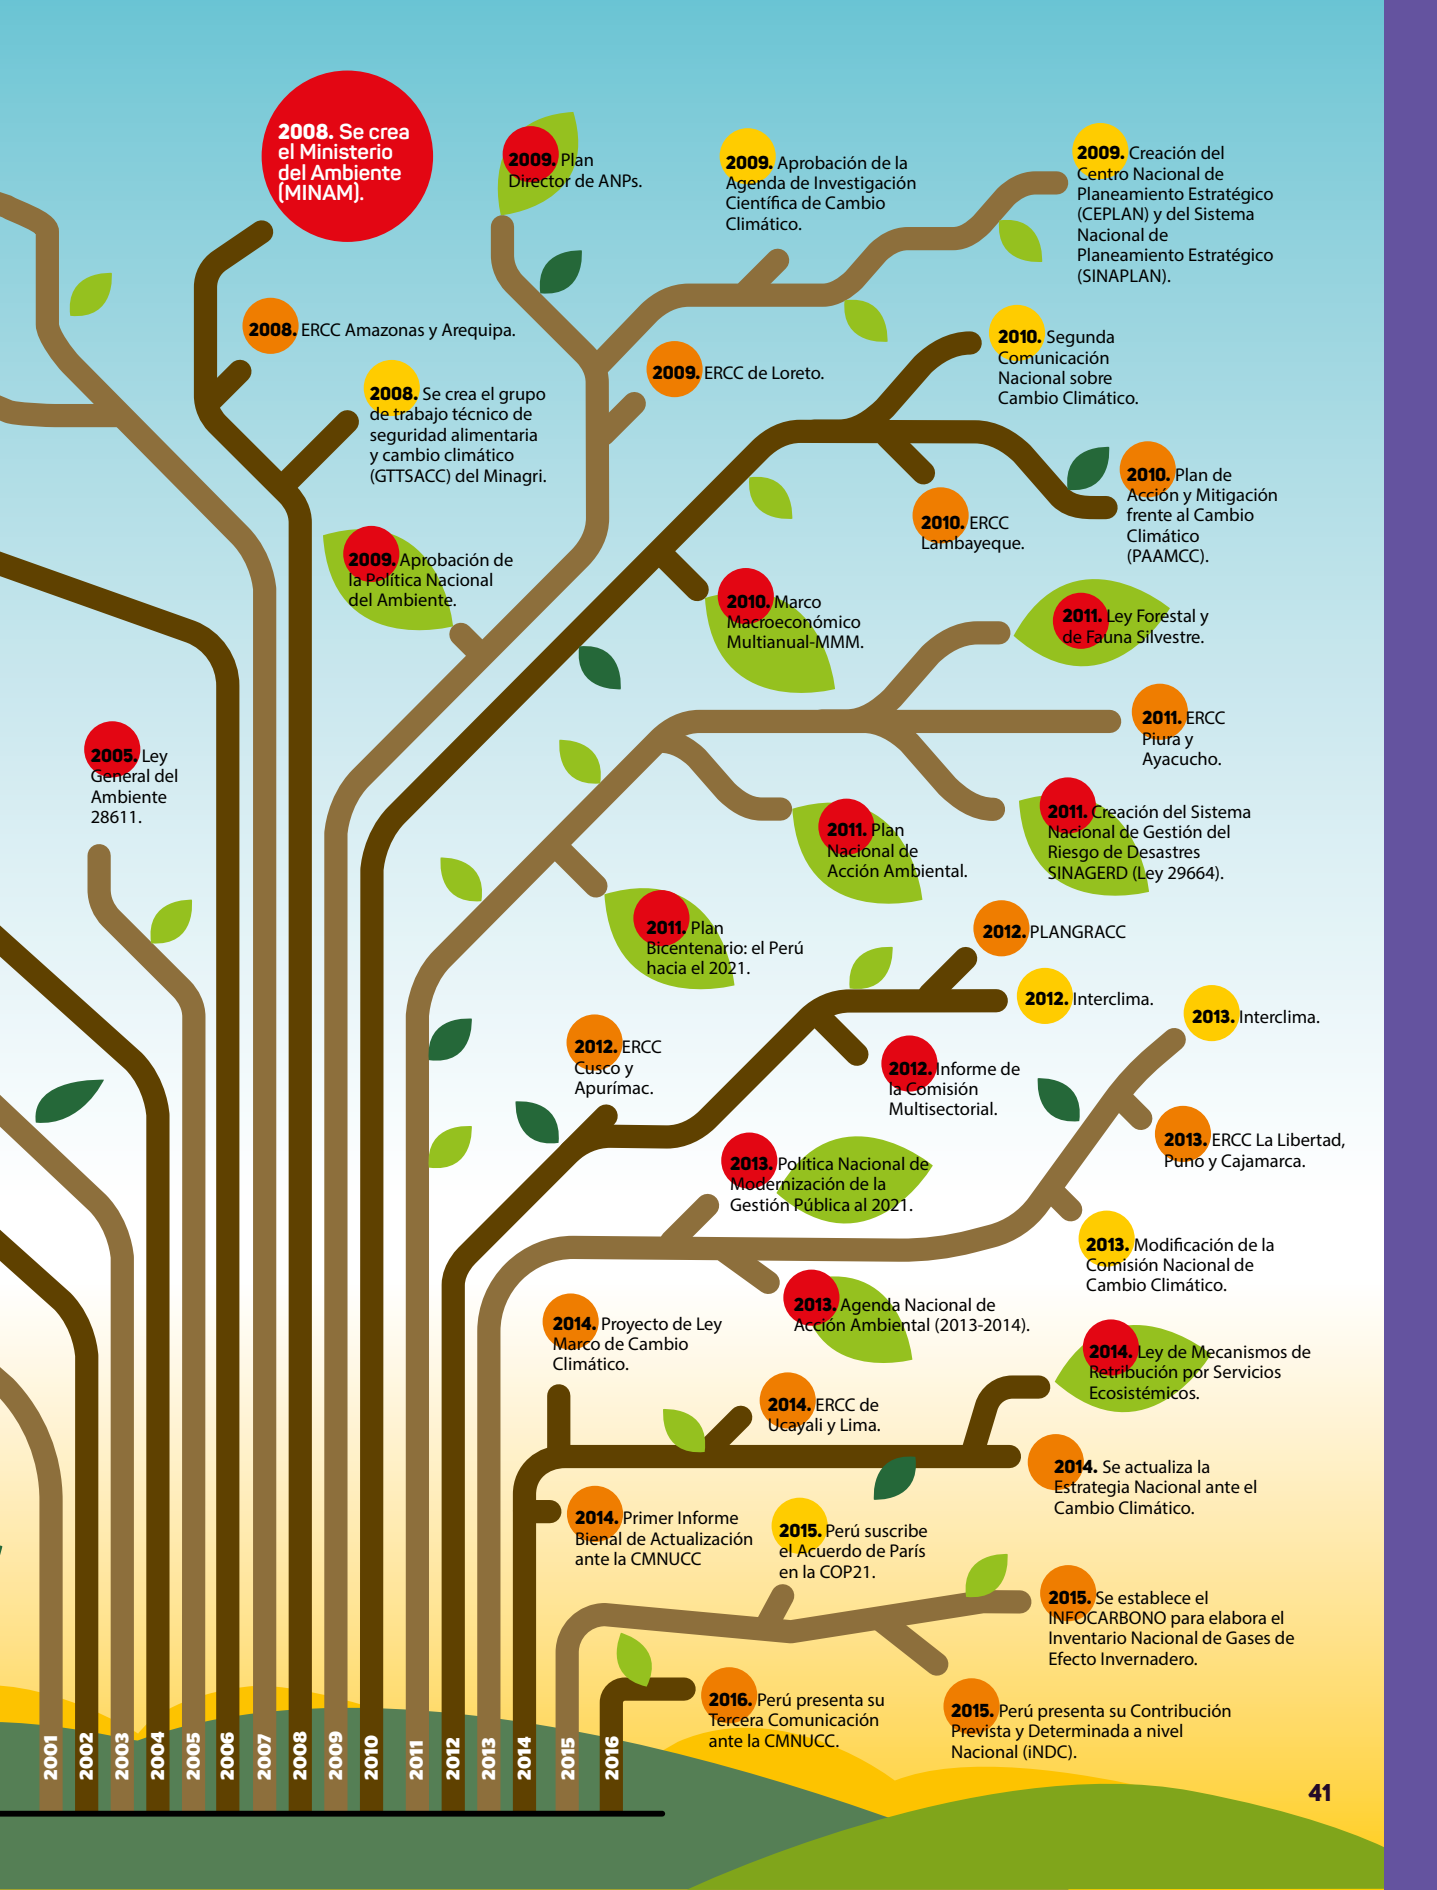 2008. Se crea
el Ministerio
del Ambiente
(MINAM).
2009. Plan
Director de ANPs.
2009. Aprobación de la
Agenda de Investigación
Científica de Cambio
Climático.
2009. Creación del
Centro Nacional de
Planeamiento Estratégico
(CEPLAN) y del Sistema
Nacional de
Planeamiento Estratégico
(SINAPLAN).
2008. ERCC Amazonas y Arequipa.
2008. Se crea el grupo
de trabajo técnico de
seguridad alimentaria
y cambio climático
(GTTSACC) del Minagri.
2009. ERCC de Loreto.
2010. Segunda
Comunicación
Nacional sobre
Cambio Climático.
2010. Plan de
Acción y Mitigación
frente al Cambio
Climático
(PAAMCC).
2010. ERCC
Lambayeque.
2009. Aprobación de
la Política Nacional
del Ambiente.
2010. Marco
Macroeconómico
Multianual-MMM.
2011. Ley Forestal y
de Fauna Silvestre.
2011. ERCC
Piura y
Ayacucho.
2005. Ley
General del
Ambiente
28611.
2011. Plan
Nacional de
Acción Ambiental.
2011. Creación del Sistema
Nacional de Gestión del
Riesgo de Desastres
SINAGERD (Ley 29664).
2011. Plan
Bicentenario: el Perú
hacia el 2021.
2012. PLANGRACC
2012. Interclima.
2013. Interclima.
2012. ERCC
Cusco y
Apurímac.
2012. Informe de
la Comisión
Multisectorial.
2013. ERCC La Libertad,
Puno y Cajamarca.
2013. Política Nacional de
Modernización de la
Gestión Pública al 2021.
2013. Modificación de la
Comisión Nacional de
Cambio Climático.
2013. Agenda Nacional de
Acción Ambiental (2013-2014).
2014. Proyecto de Ley
Marco de Cambio
Climático.
2014. Ley de Mecanismos de
Retribución por Servicios
Ecosistémicos.
2014. ERCC de
Ucayali y Lima.
2014. Se actualiza la
Estrategia Nacional ante el
Cambio Climático.
2014. Primer Informe
Bienal de Actualización
ante la CMNUCC
2015. Perú suscribe
el Acuerdo de París
en la COP21.
2015. Se establece el
INFOCARBONO para elabora el
Inventario Nacional de Gases de
Efecto Invernadero.
2016. Perú presenta su
Tercera Comunicación
ante la CMNUCC.
2015. Perú presenta su Contribución
Prevista y Determinada a nivel
Nacional (iNDC).
2001
2002
2003
2004
2005
2006
2007
2008
2009
2010
2011
2012
2013
2014
2015
2016
41